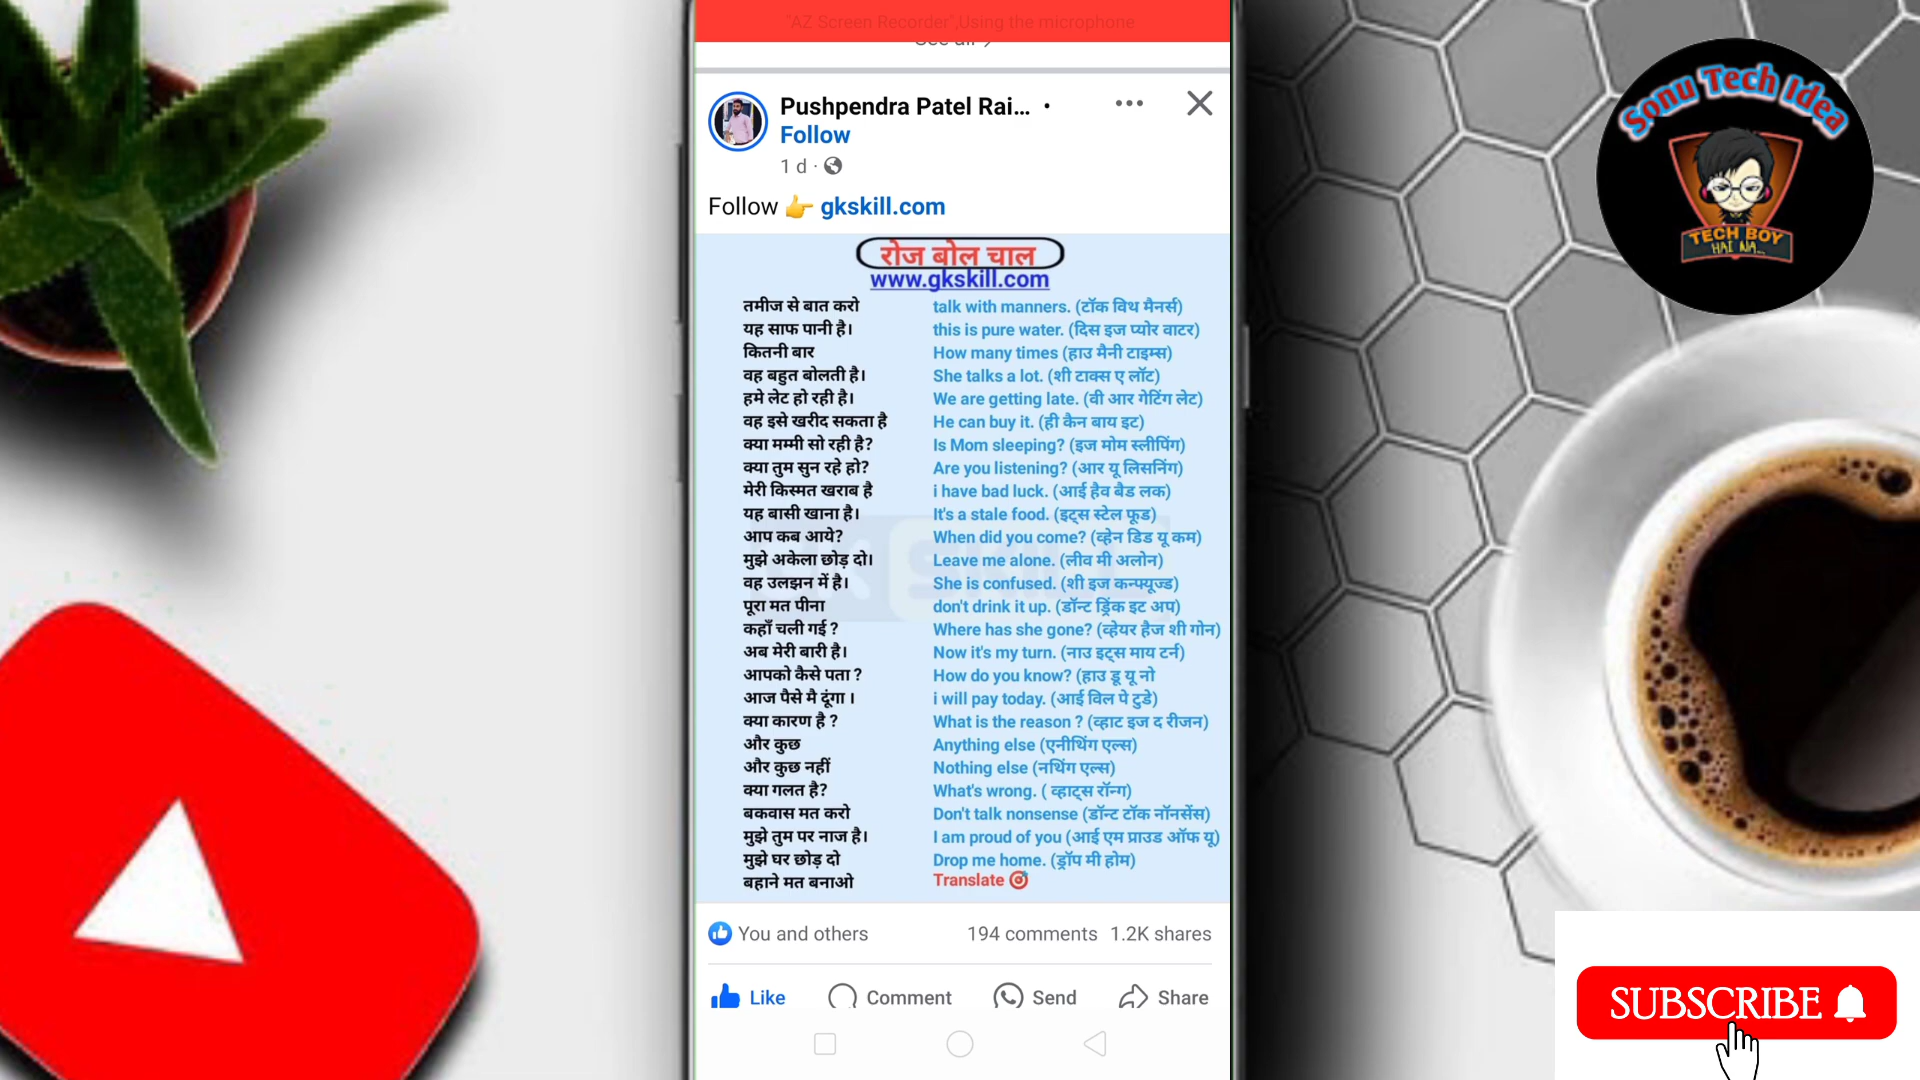 "AZ Screen Recorder",Using the microphone
See all >
Pushpendra Patel Rai... •
Follow
1 d ·
Follow 👉 gkskill.com
रोज बोल चाल
www.gkskill.com
तमीज से बात करो talk with manners. (टॉक विथ मैनर्स)
यह साफ पानी है। this is pure water. (दिस इज प्योर वाटर)
कितनी बार How many times (हाउ मैनी टाइम्स)
वह बहुत बोलती है। She talks a lot. (शी टाक्स ए लॉट)
हमे लेट हो रही है। We are getting late. (वी आर गेटिंग लेट)
वह इसे खरीद सकता है He can buy it. (ही कैन बाय इट)
क्या मम्मी सो रही है? Is Mom sleeping? (इज मोम स्लीपिंग)
क्या तुम सुन रहे हो? Are you listening? (आर यू लिसनिंग)
मेरी किस्मत खराब है i have bad luck. (आई हैव बैड लक)
यह बासी खाना है। It's a stale food. (इट्स स्टेल फूड)
आप कब आये? When did you come? (व्हेन डिड यू कम)
मुझे अकेला छोड़ दो। Leave me alone. (लीव मी अलोन)
वह उलझन में है। She is confused. (शी इज कन्फ्यूज्ड)
पूरा मत पीना don't drink it up. (डॉन्ट ड्रिंक इट अप)
कहाँ चली गई ? Where has she gone? (व्हेयर हैज शी गोन)
अब मेरी बारी है। Now it's my turn. (नाउ इट्स माय टर्न)
आपको कैसे पता ? How do you know? (हाउ डू यू नो
आज पैसे मै दूंगा । i will pay today. (आई विल पे टुडे)
क्या कारण है ? What is the reason ? (व्हाट इज द रीजन)
और कुछ Anything else (एनीथिंग एल्स)
और कुछ नहीं Nothing else (नथिंग एल्स)
क्या गलत है? What's wrong. ( व्हाट्स रॉन्ग)
बकवास मत करो Don't talk nonsense (डॉन्ट टॉक नॉनसेंस)
मुझे तुम पर नाज है। I am proud of you (आई एम प्राउड ऑफ यू)
मुझे घर छोड़ दो Drop me home. (ड्रॉप मी होम)
बहाने मत बनाओ Translate 🎯
You and others 194 comments 1.2K shares
Like Comment Send Share
Sonu Tech Idea
TECH BOY
HAI NA...
SUBSCRIBE